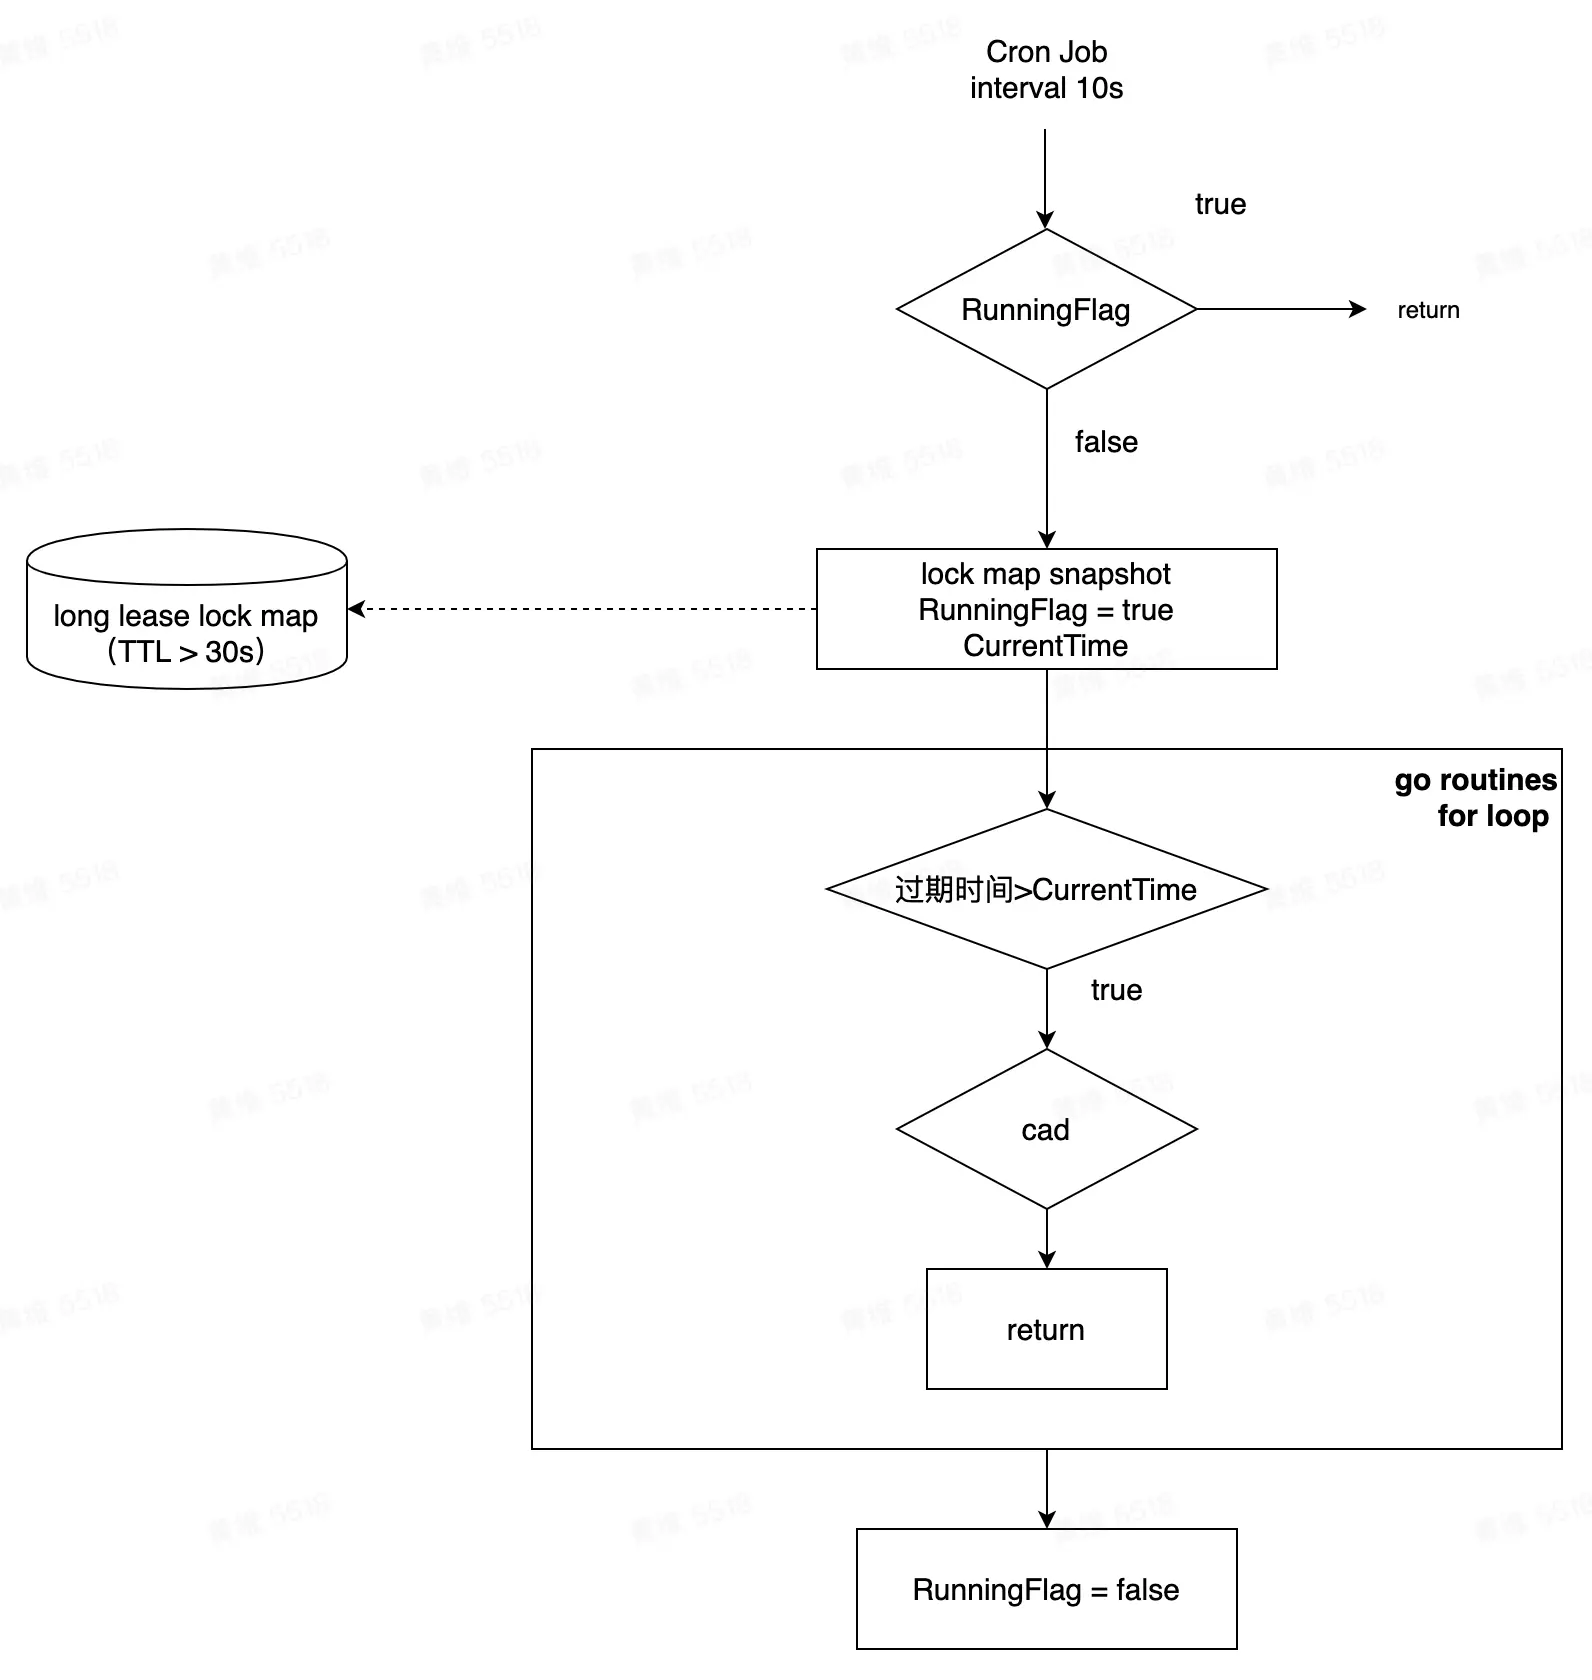 Cron Job
interval 10s
true
RunningFlag
return
false
lock map snapshot
RunningFlag = true
CurrentTime
long lease lock map
（TTL > 30s）
go routines
for loop
过期时间>CurrentTime
true
cad
return
RunningFlag = false